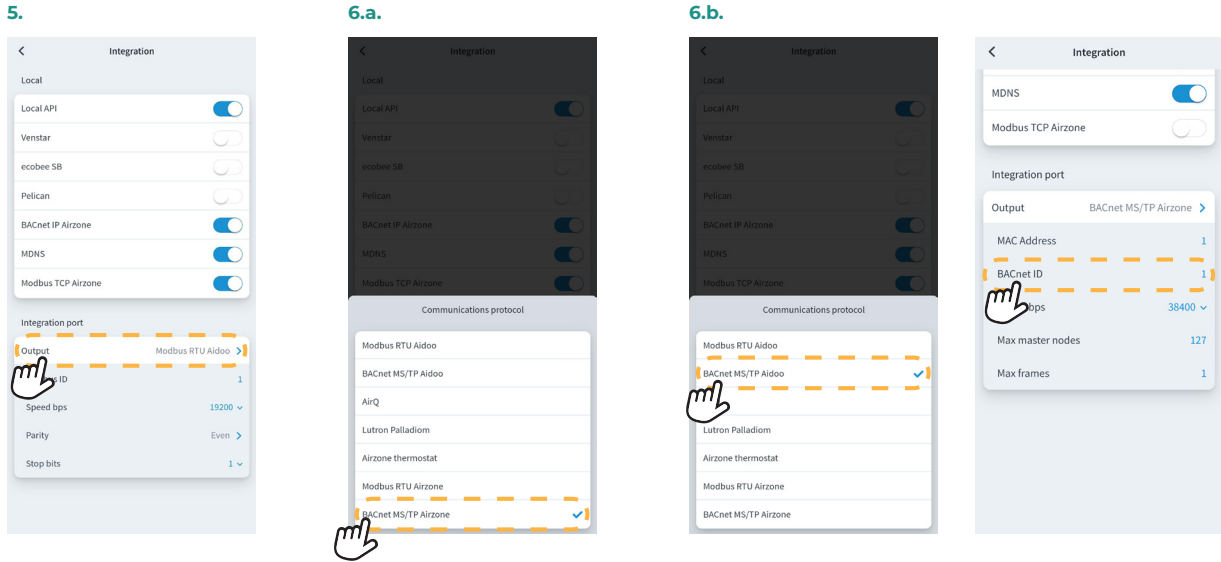 5.
Integration
Local
Local API
Venstar
ecobee SB
Pelican
BACnet IP Airzone
MDNS
Modbus TCP Airzone
Integration port
Output Modbus RTU Aidoo
ID 1
Speed bps 19200
Parity Even
Stop bits 1
6.a.
Integration
Local
Local API
Venstar
ecobee SB
Pelican
BACnet IP Airzone
MDNS
Modbus TCP Airzone
Communications protocol
Modbus RTU Aidoo
BACnet MS/TP Aidoo
AirQ
Lutron Palladiom
Airzone thermostat
Modbus RTU Airzone
BACnet MS/TP Airzone
6.b.
Integration
Local
Local API
Venstar
ecobee SB
Pelican
BACnet IP Airzone
MDNS
Modbus TCP Airzone
Communications protocol
Modbus RTU Aidoo
BACnet MS/TP Aidoo
Lutron Palladiom
Airzone thermostat
Modbus RTU Airzone
BACnet MS/TP Airzone
Integration
MDNS
Modbus TCP Airzone
Integration port
Output BACnet MS/TP Airzone
MAC Address 1
BACnet ID 1
bps 38400
Max master nodes 127
Max frames 1